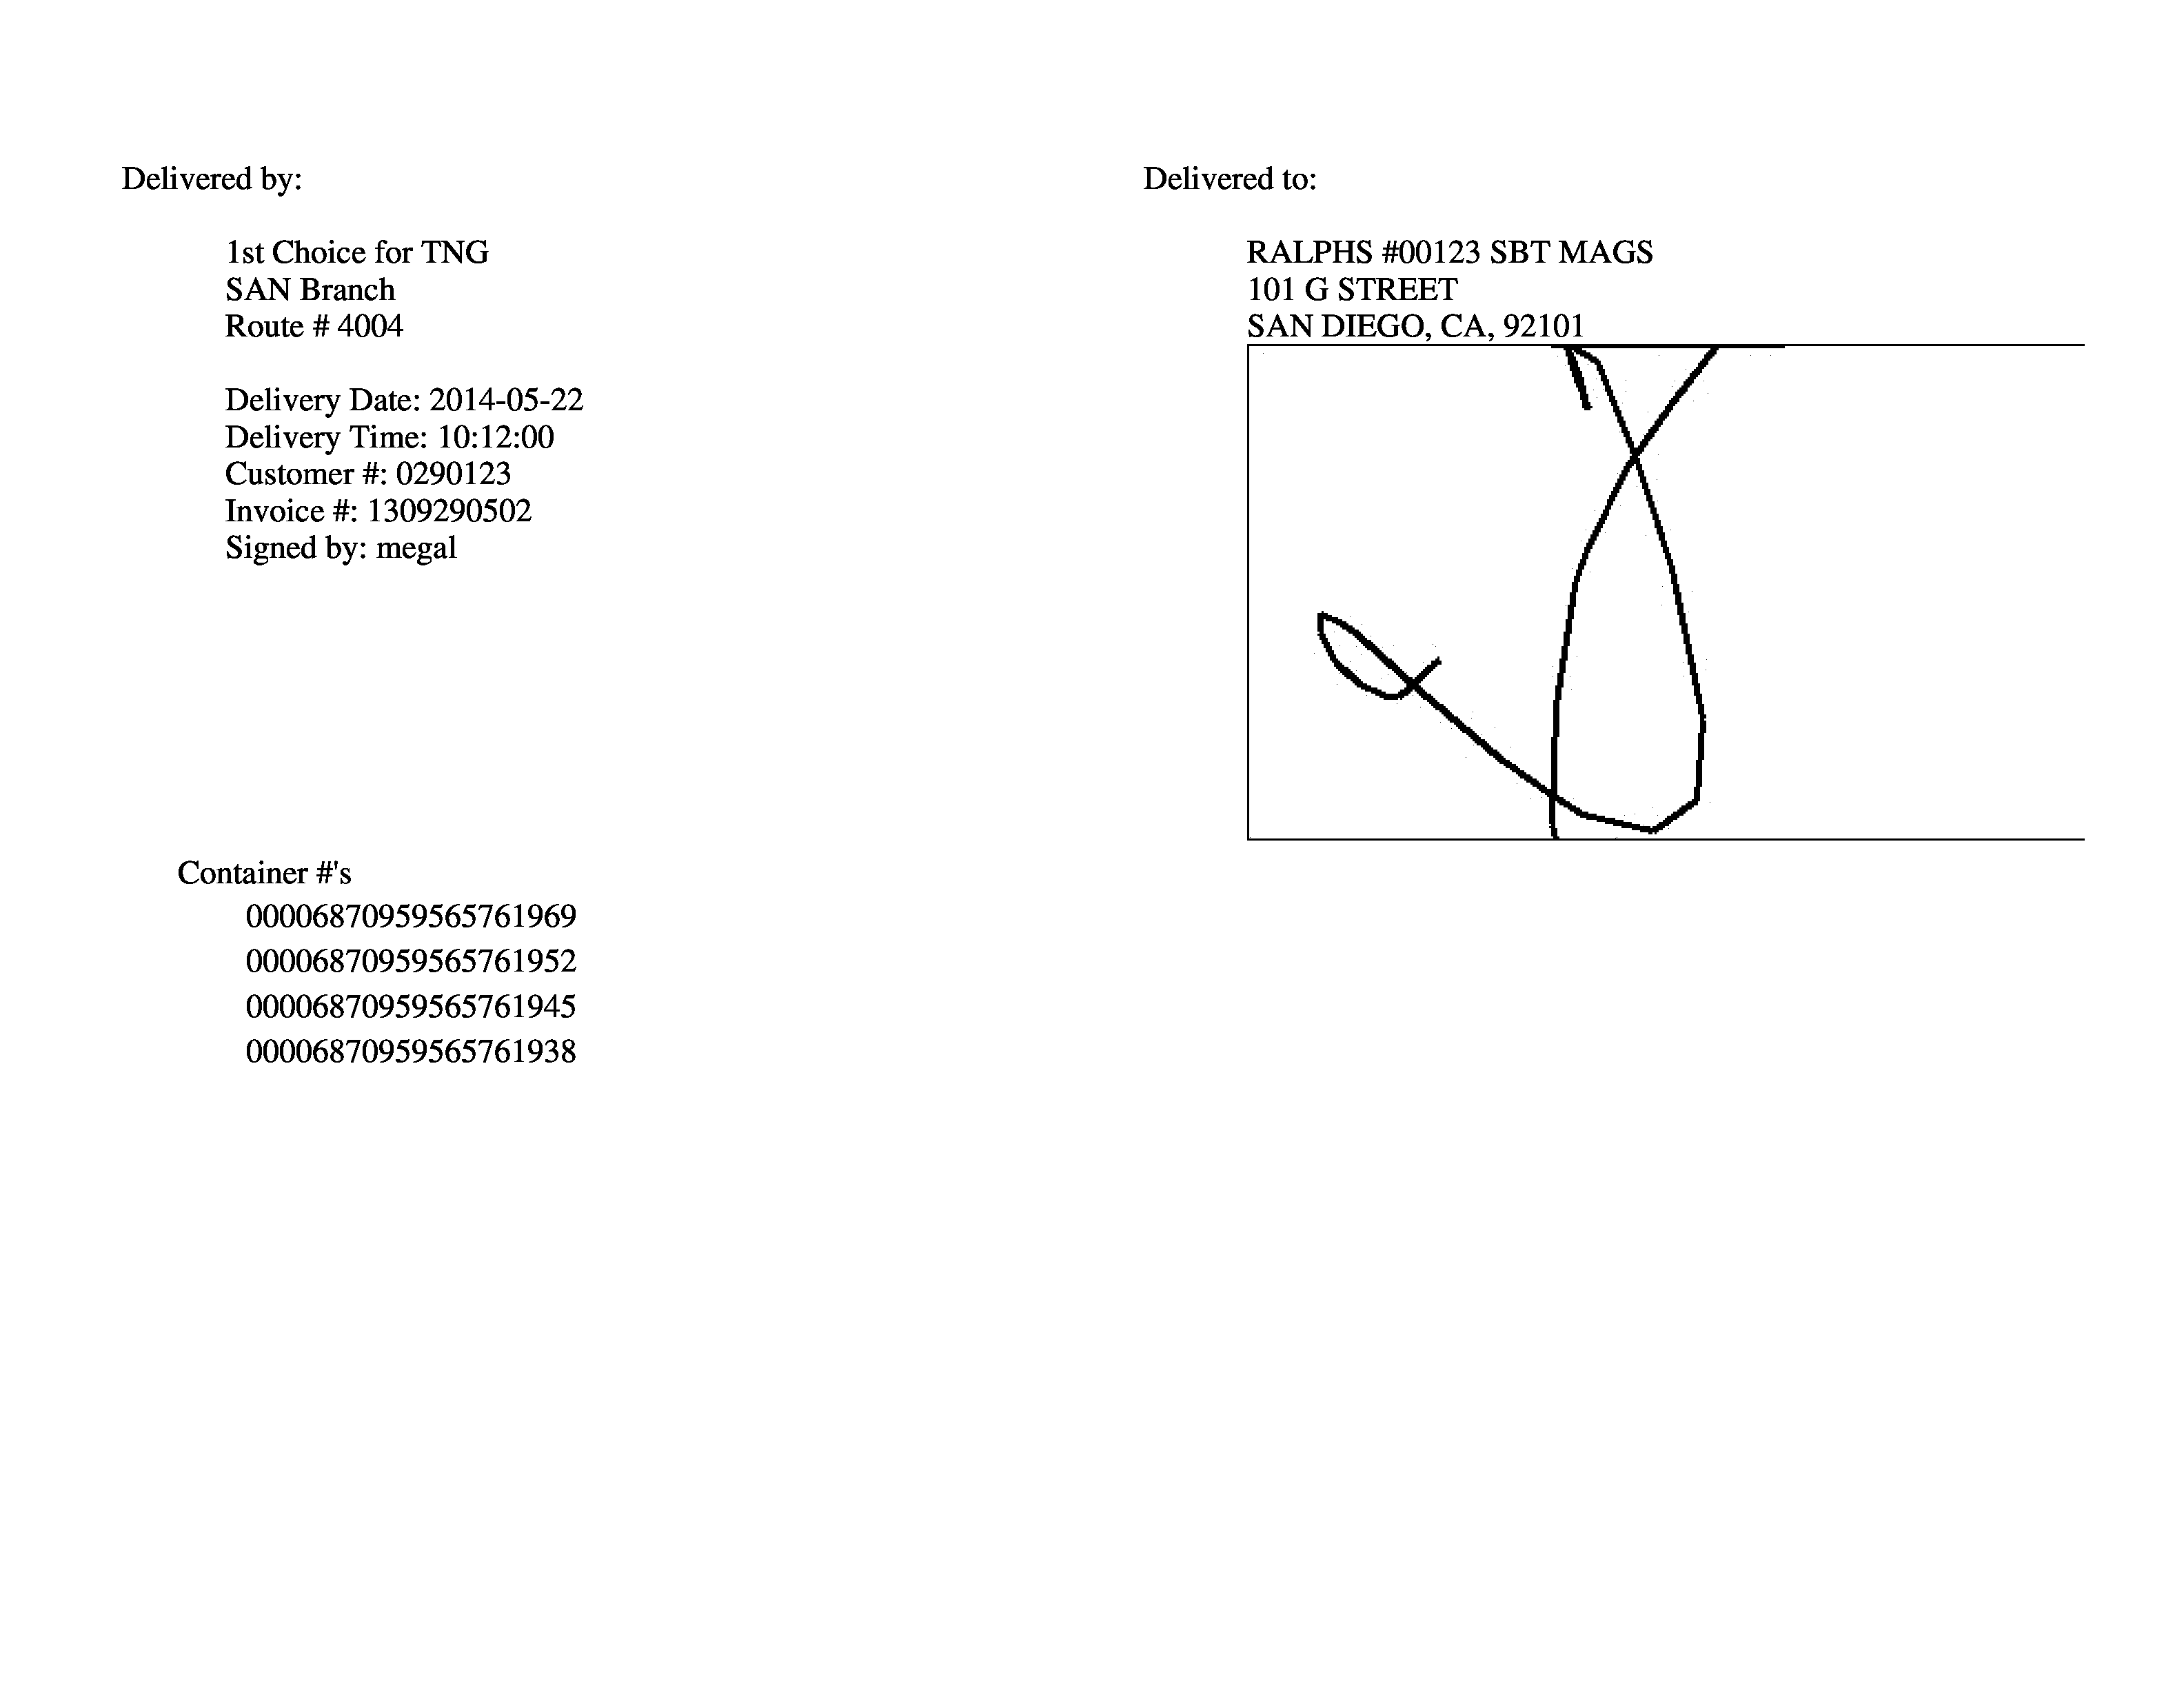 Delivered by:
1st Choice for TNG
SAN Branch
Route # 4004
Delivery Date: 2014-05-22
Delivery Time: 10:12:00
Customer #: 0290123
Invoice #: 1309290502
Signed by: megal
Delivered to:
RALPHS #00123 SBT MAGS
101 G STREET
SAN DIEGO, CA, 92101
Container #'s
00006870959565761969
00006870959565761952
00006870959565761945
00006870959565761938